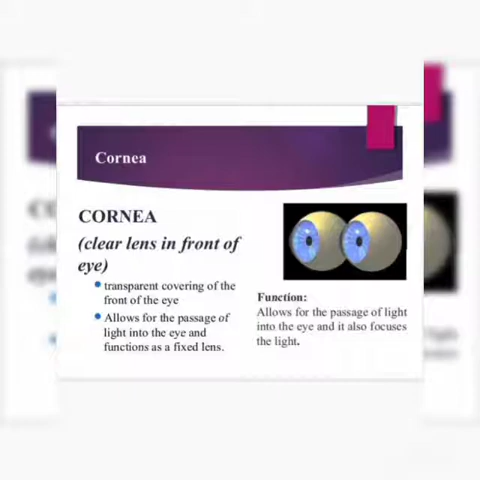 Cornea
CORNEA
(clear lens in front of
eye)
transparent covering of the
front of the eye
Allows for the passage of
light into the eye and
functions as a fixed lens.
Function:
Allows for the passage of light
into the eye and it also focuses
the light.